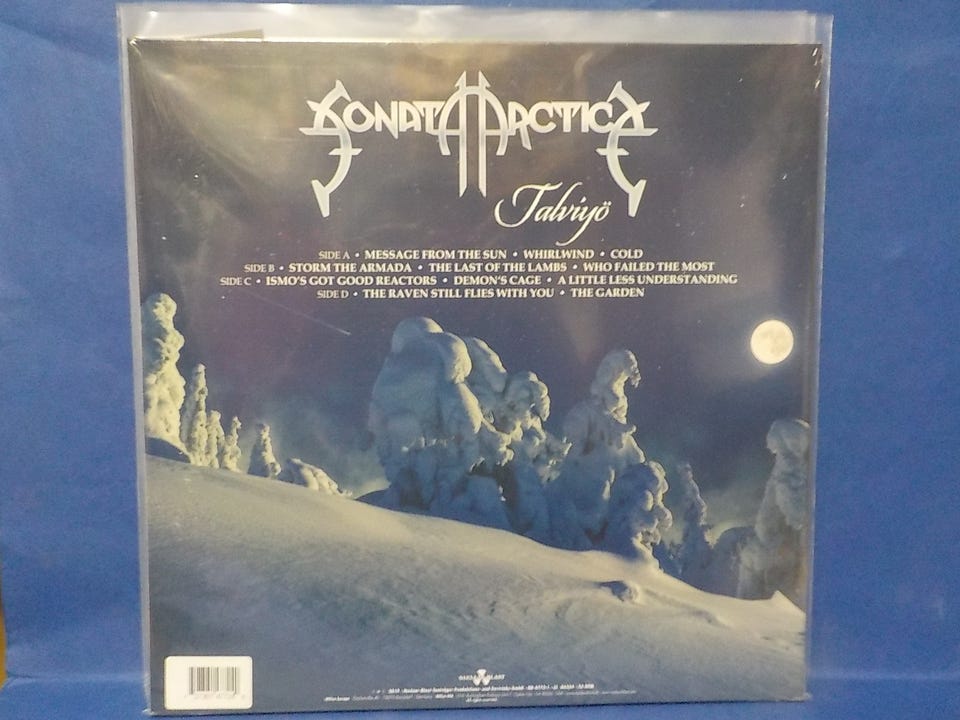 SONATA ARCTICA
Talviyö
SIDE A • MESSAGE FROM THE SUN • WHIRLWIND • COLD
SIDE B • STORM THE ARMADA • THE LAST OF THE LAMBS • WHO FAILED THE MOST
SIDE C • ISMO'S GOT GOOD REACTORS • DEMON'S CAGE • A LITTLE LESS UNDERSTANDING
SIDE D • THE RAVEN STILL FLIES WITH YOU • THE GARDEN
BLAST